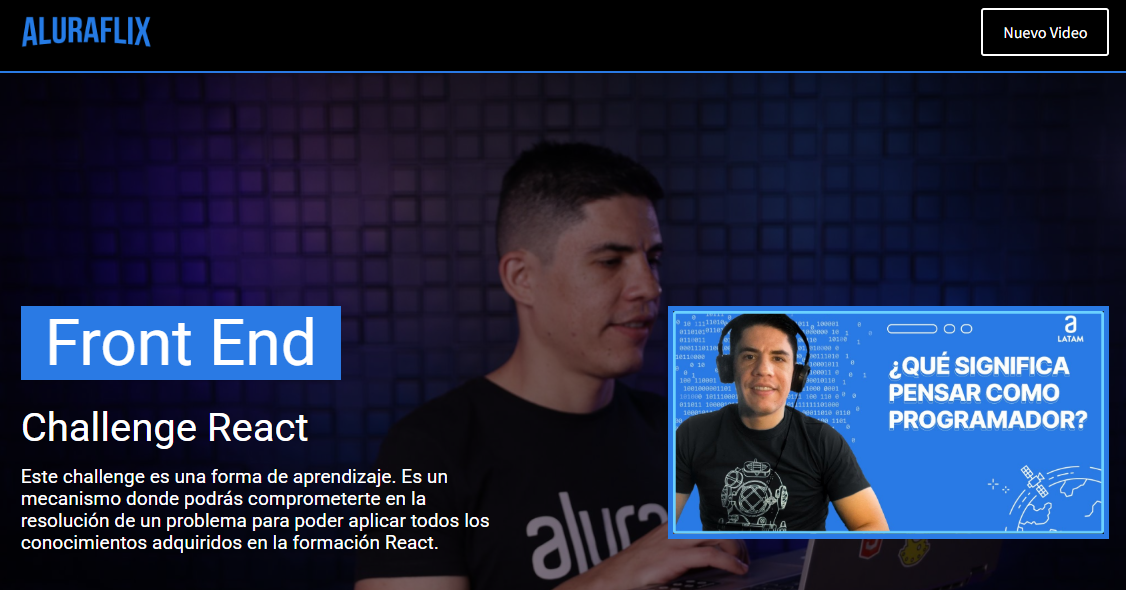 ALURAFLIX
Nuevo Video
Front End
Challenge React
Este challenge es una forma de aprendizaje. Es un
mecanismo donde podrás comprometerte en la
resolución de un problema para poder aplicar todos los
conocimientos adquiridos en la formación React.
alura
a
LATAM
¿QUÉ SIGNIFICA
PENSAR COMO
PROGRAMADOR?